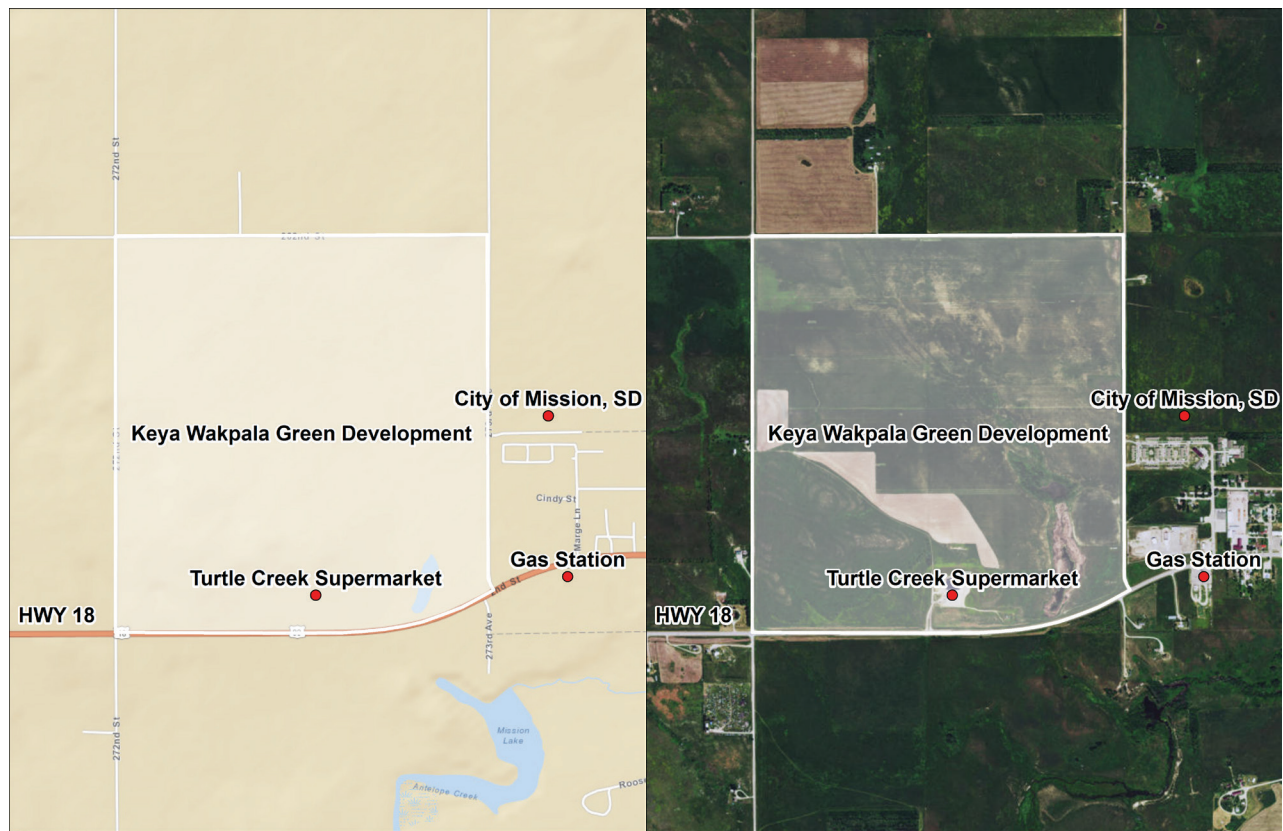 272nd St
City of Mission, SD
Keya Wakpala Green Development
Cindy St
Marge Ln
Gas Station
Turtle Creek Supermarket
HWY 18
273rd Ave
272nd St
Mission
Lake
Antelope Creek
City of Mission, SD
Keya Wakpala Green Development
Gas Station
Turtle Creek Supermarket
HWY 18